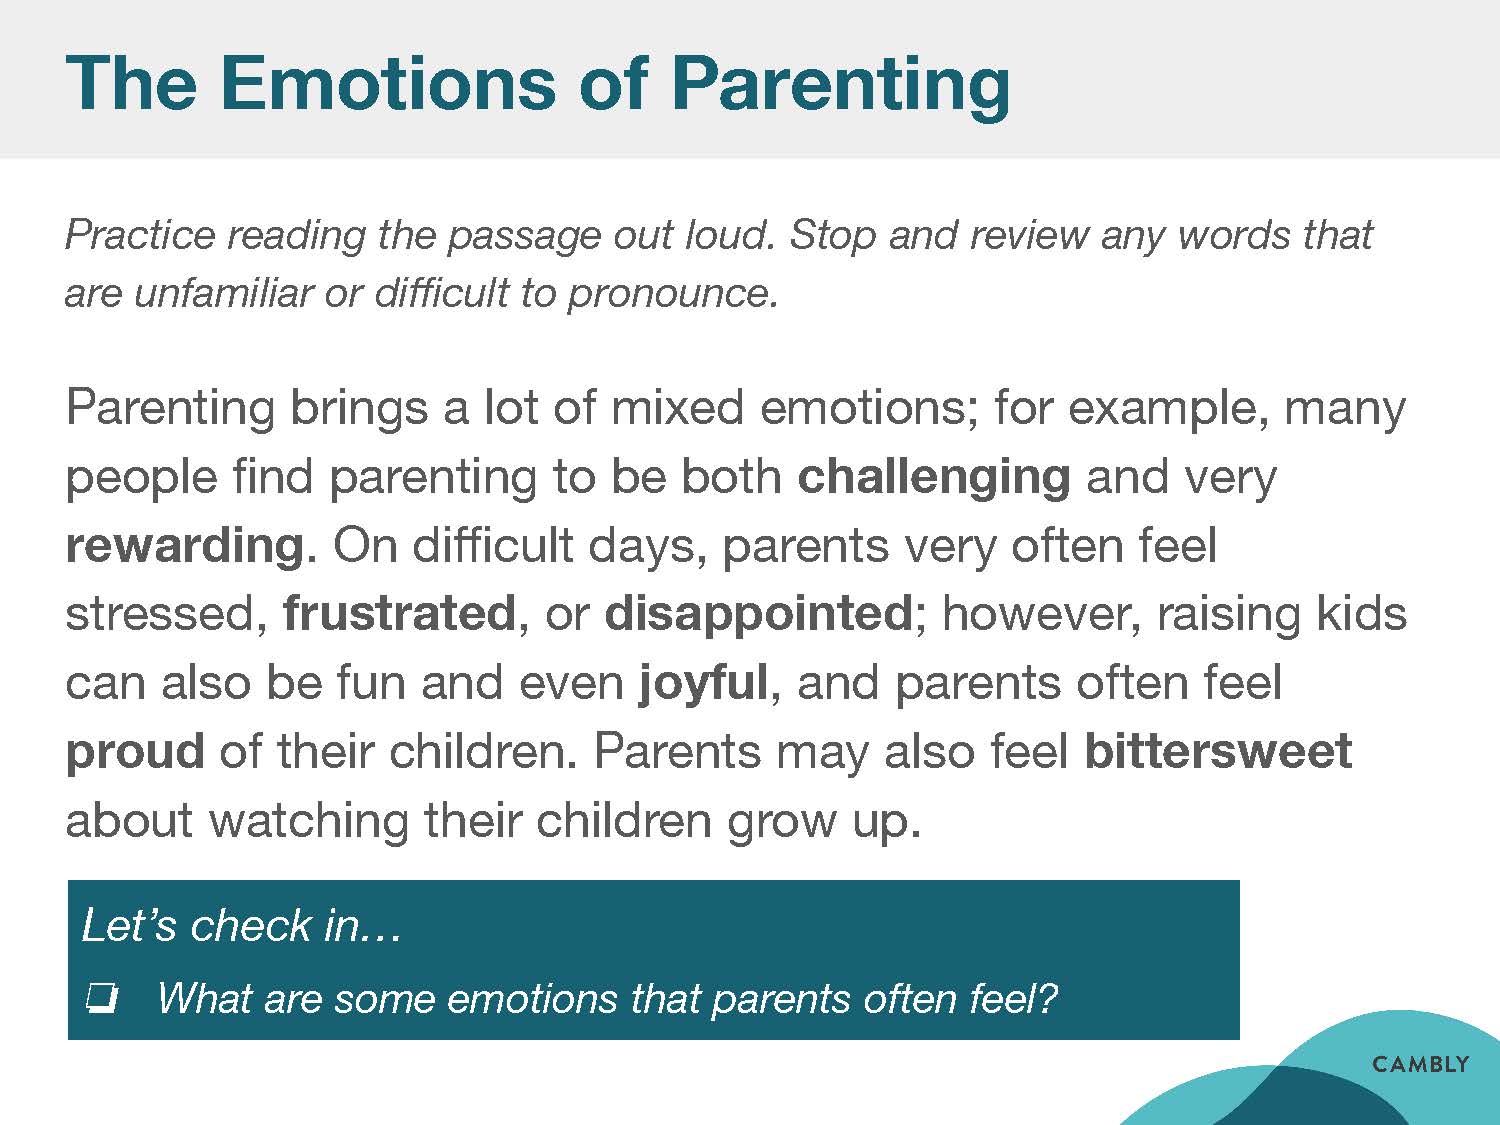 The Emotions of Parenting
Practice reading the passage out loud. Stop and review any words that
are unfamiliar or difficult to pronounce.
Parenting brings a lot of mixed emotions; for example, many
people find parenting to be both challenging and very
rewarding. On difficult days, parents very often feel
stressed, frustrated, or disappointed; however, raising kids
can also be fun and even joyful, and parents often feel
proud of their children. Parents may also feel bittersweet
about watching their children grow up.
Let’s check in…
❏ What are some emotions that parents often feel?
CAMBLY